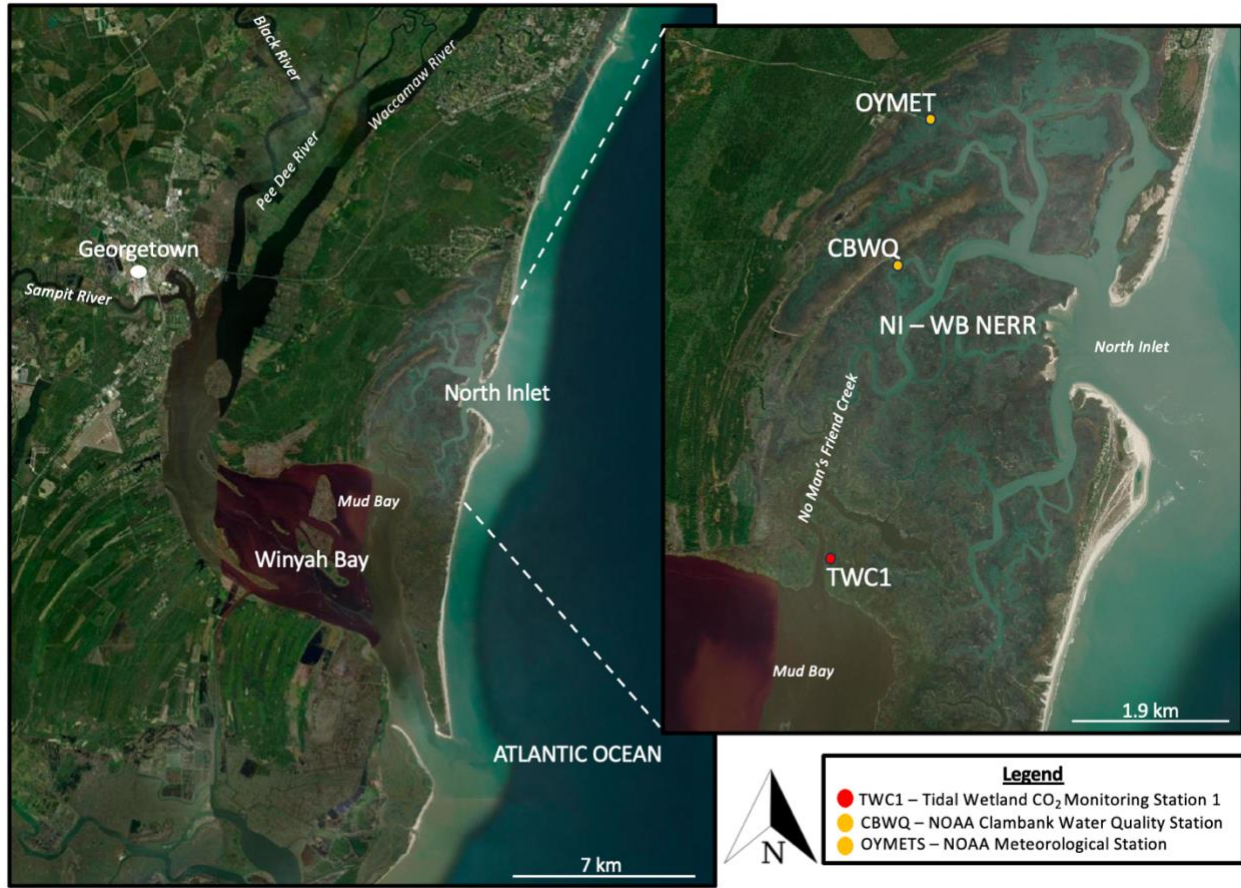 Black River
Waccamaw River
Pee Dee River
Georgetown
Sampit River
North Inlet
Mud Bay
Winyah Bay
ATLANTIC OCEAN
7 km
OYMET
CBWQ
NI – WB NERR
North Inlet
No Man's Friend Creek
TWC1
Mud Bay
1.9 km
N
Legend
TWC1 – Tidal Wetland CO₂ Monitoring Station 1
CBWQ – NOAA Clambank Water Quality Station
OYMETS – NOAA Meteorological Station